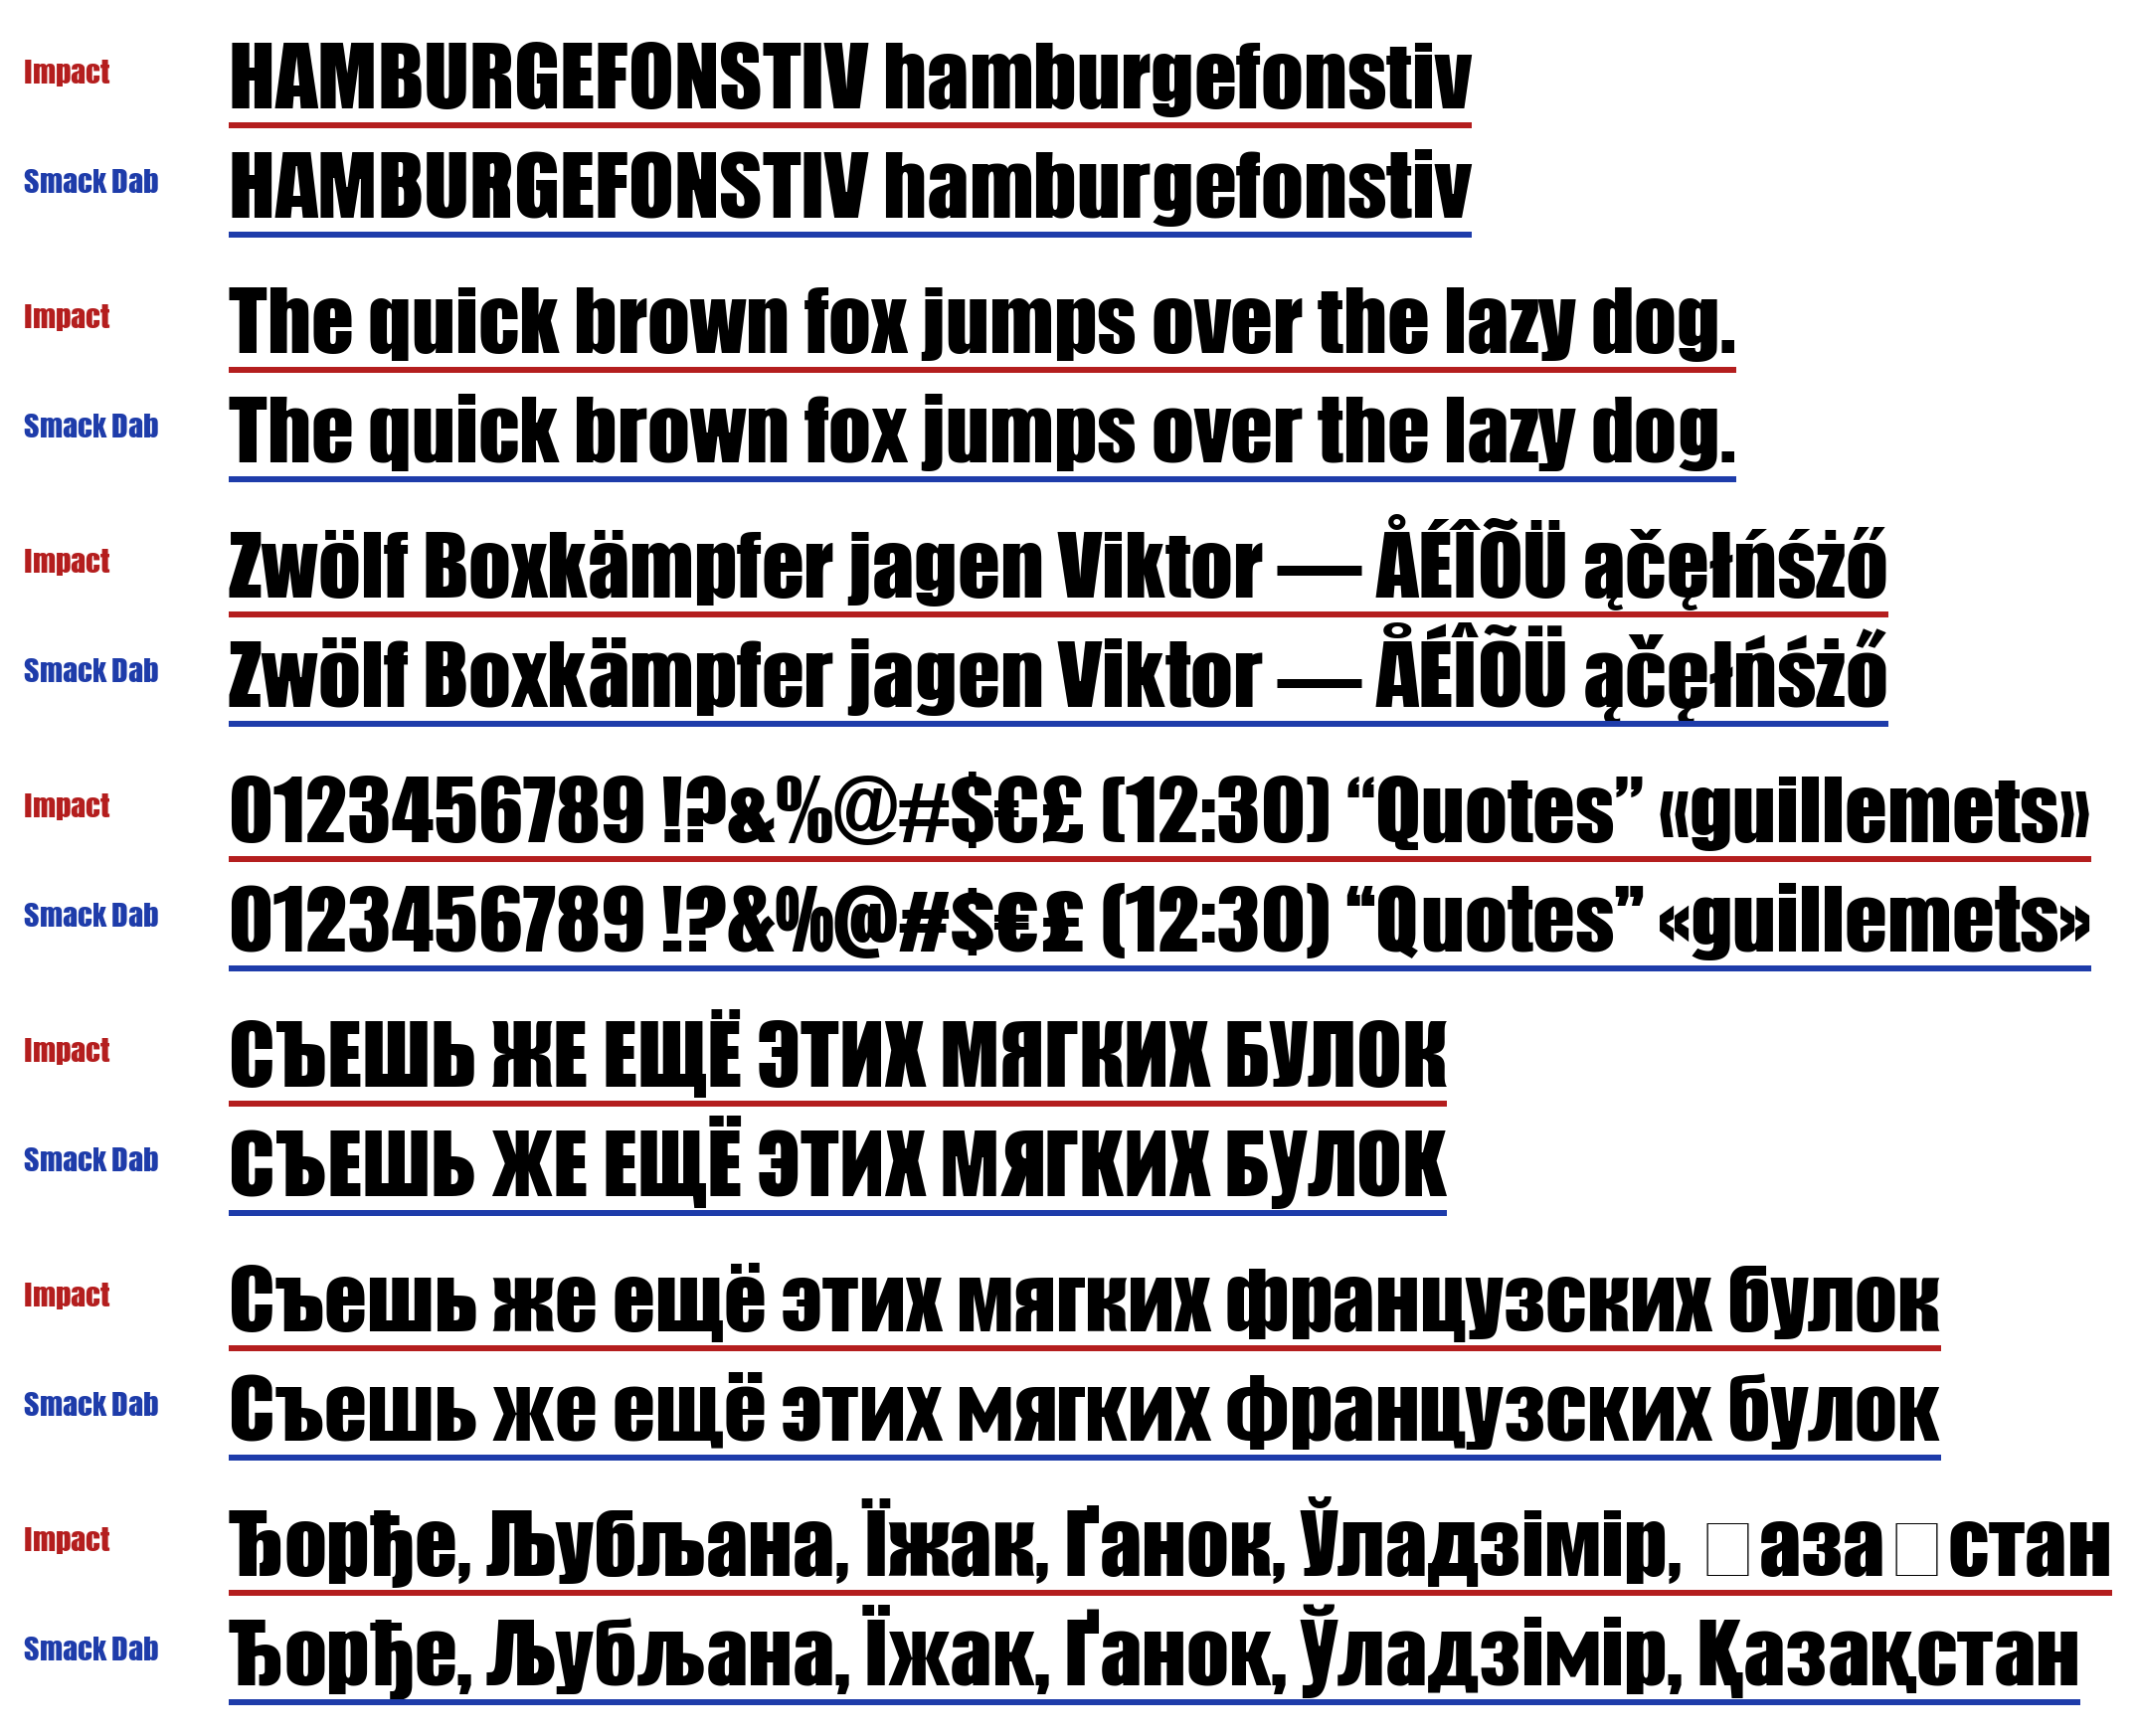 Impact HAMBURGEFONSTIV hamburgefonstiv
Smack Dab HAMBURGEFONSTIV hamburgefonstiv
Impact The quick brown fox jumps over the lazy dog.
Smack Dab The quick brown fox jumps over the lazy dog.
Impact Zwölf Boxkämpfer jagen Viktor — ÅÉÎÕÜ ąčęłńśżő
Smack Dab Zwölf Boxkämpfer jagen Viktor — ÅÉÎÕÜ ąčęłńśżő
Impact 0123456789 !?&%@#$€£ (12:30) “Quotes” «guillemets»
Smack Dab 0123456789 !?&%@#$€£ (12:30) “Quotes” «guillemets»
Impact СЪЕШЬ ЖЕ ЕЩЁ ЭТИХ МЯГКИХ БУЛОК
Smack Dab СЪЕШЬ ЖЕ ЕЩЁ ЭТИХ МЯГКИХ БУЛОК
Impact Съешь же ещё этих мягких французских булок
Smack Dab Съешь же ещё этих мягких французских булок
Impact Ђорђе, Љубљана, Їжак, Ґанок, Ўладзімір, □аза□стан
Smack Dab Ђорђе, Љубљана, Їжак, Ґанок, Ўладзімір, Қазақстан